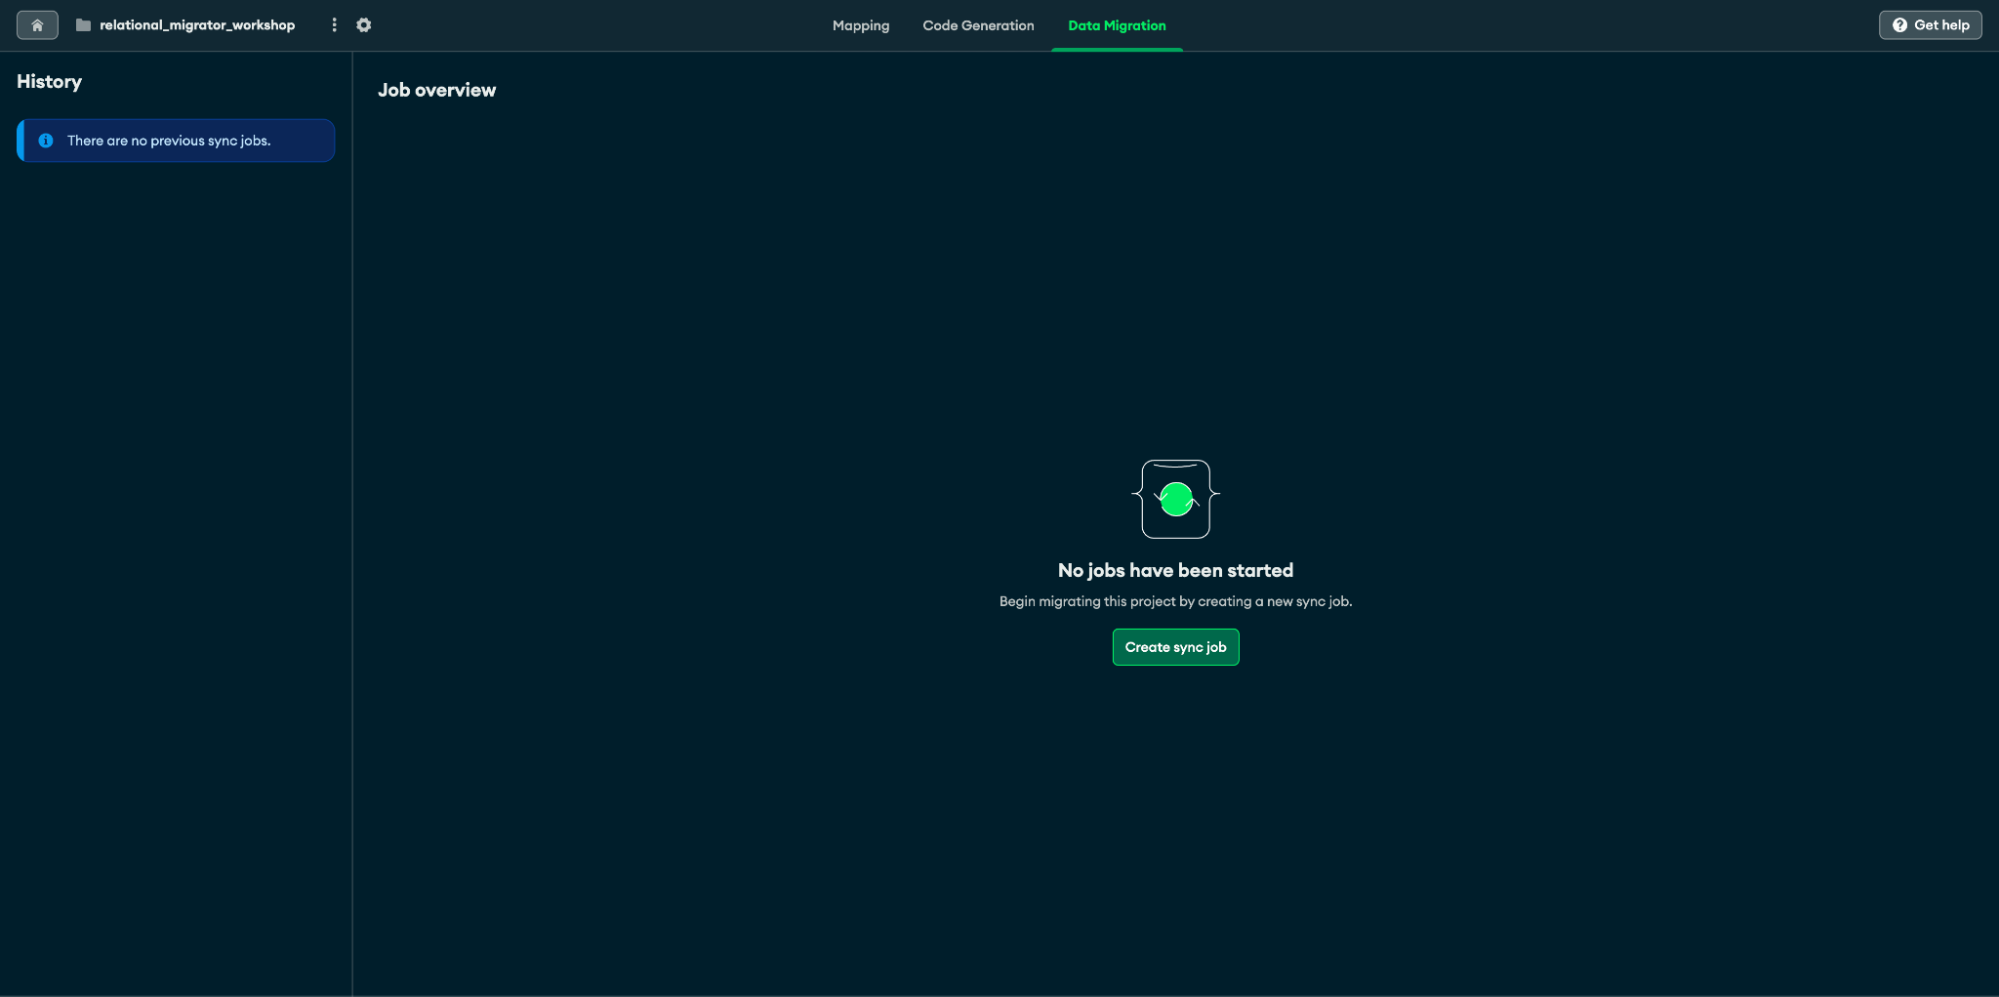 relational_migrator_workshop
Mapping
Code Generation
Data Migration
Get help
History
There are no previous sync jobs.
Job overview
No jobs have been started
Begin migrating this project by creating a new sync job.
Create sync job